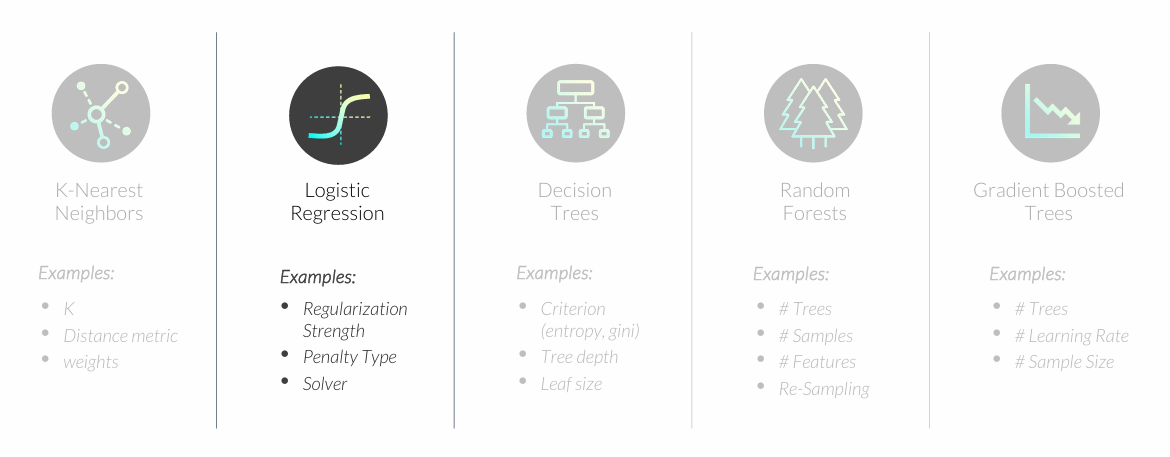 K-Nearest
Neighbors
Examples:
• K
• Distance metric
• weights
Logistic
Regression
Examples:
• Regularization
Strength
• Penalty Type
• Solver
Decision
Trees
Examples:
• Criterion
(entropy, gini)
• Tree depth
• Leaf size
Random
Forests
Examples:
• # Trees
• # Samples
• # Features
• Re-Sampling
Gradient Boosted
Trees
Examples:
• # Trees
• # Learning Rate
• # Sample Size